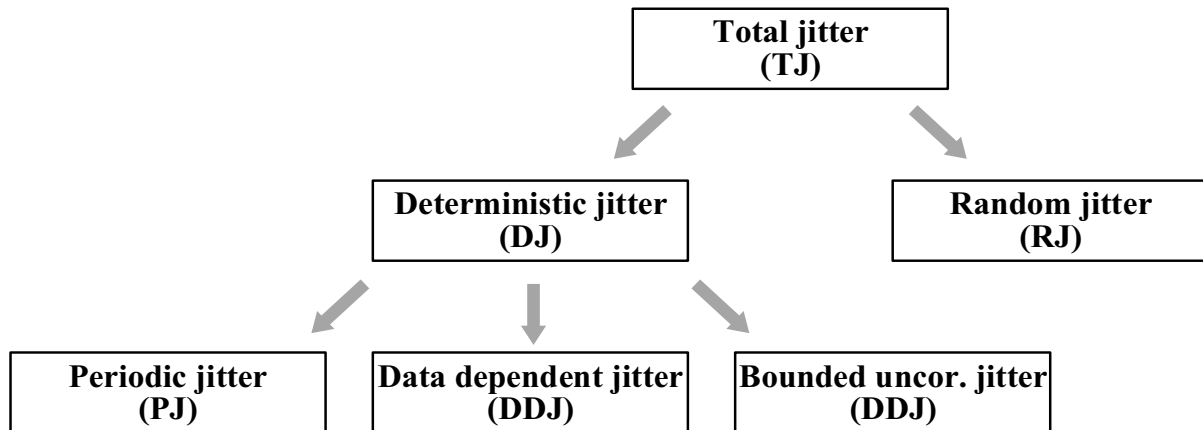 Total jitter
(TJ)
Deterministic jitter
(DJ)
Random jitter
(RJ)
Periodic jitter
(PJ)
Data dependent jitter
(DDJ)
Bounded uncor. jitter
(DDJ)